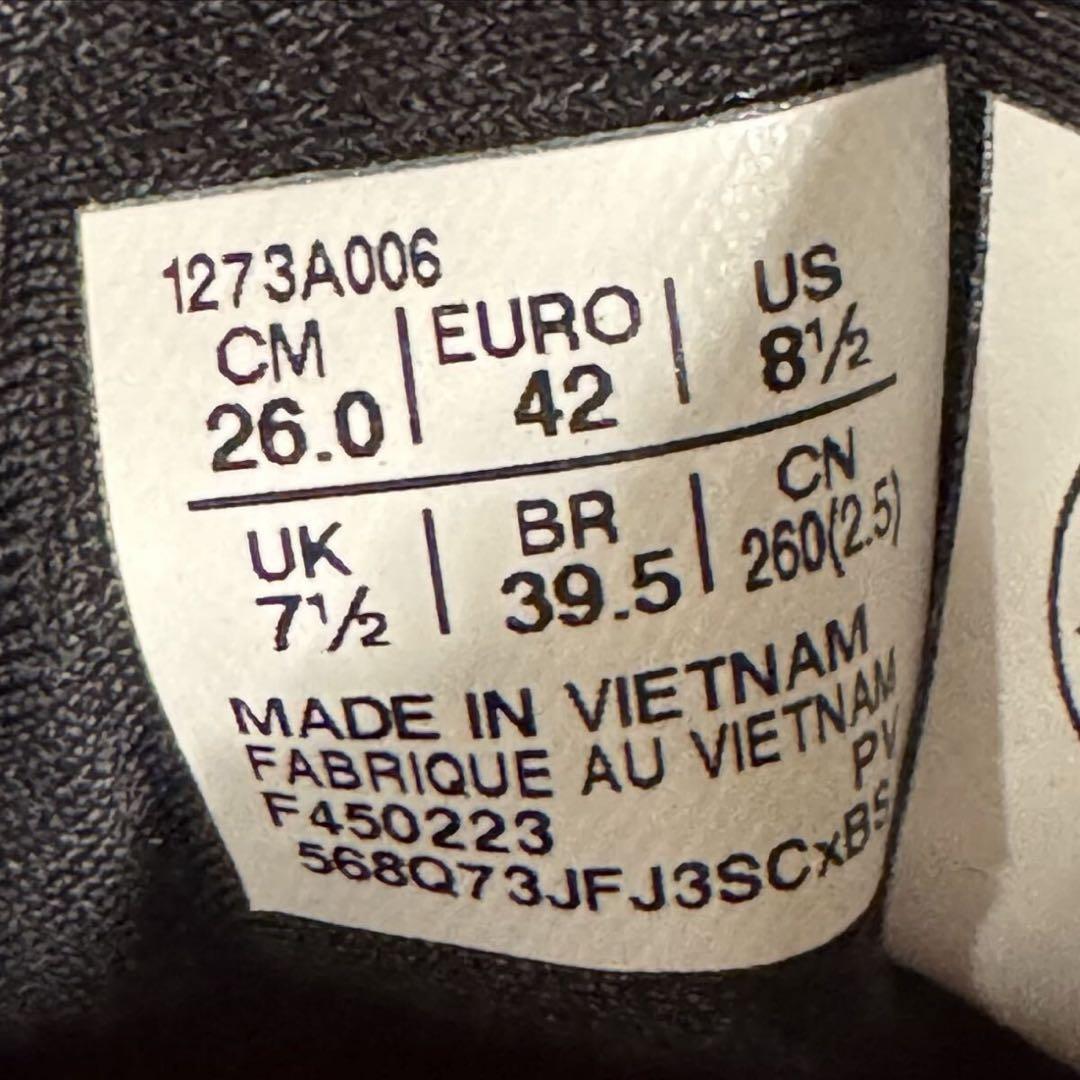 1273A006
CM | EURO | US
26.0 | 42 | 8½
UK | BR | CN
7½ | 39.5 | 260(2.5)
MADE IN VIETNAM
FABRIQUE AU VIETNAM
PV
F450223
568Q73JFJ3SCxBS